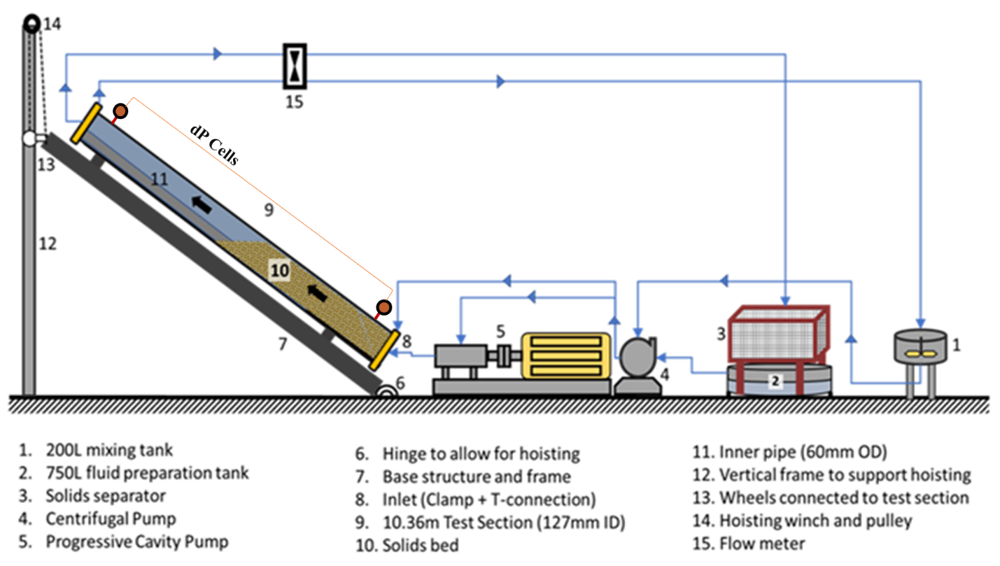 14
15
dP Cells
13
11
9
12
10
7
8
5
3
1
6
4
2
1. 200L mixing tank
2. 750L fluid preparation tank
3. Solids separator
4. Centrifugal Pump
5. Progressive Cavity Pump
6. Hinge to allow for hoisting
7. Base structure and frame
8. Inlet (Clamp + T-connection)
9. 10.36m Test Section (127mm ID)
10. Solids bed
11. Inner pipe (60mm OD)
12. Vertical frame to support hoisting
13. Wheels connected to test section
14. Hoisting winch and pulley
15. Flow meter